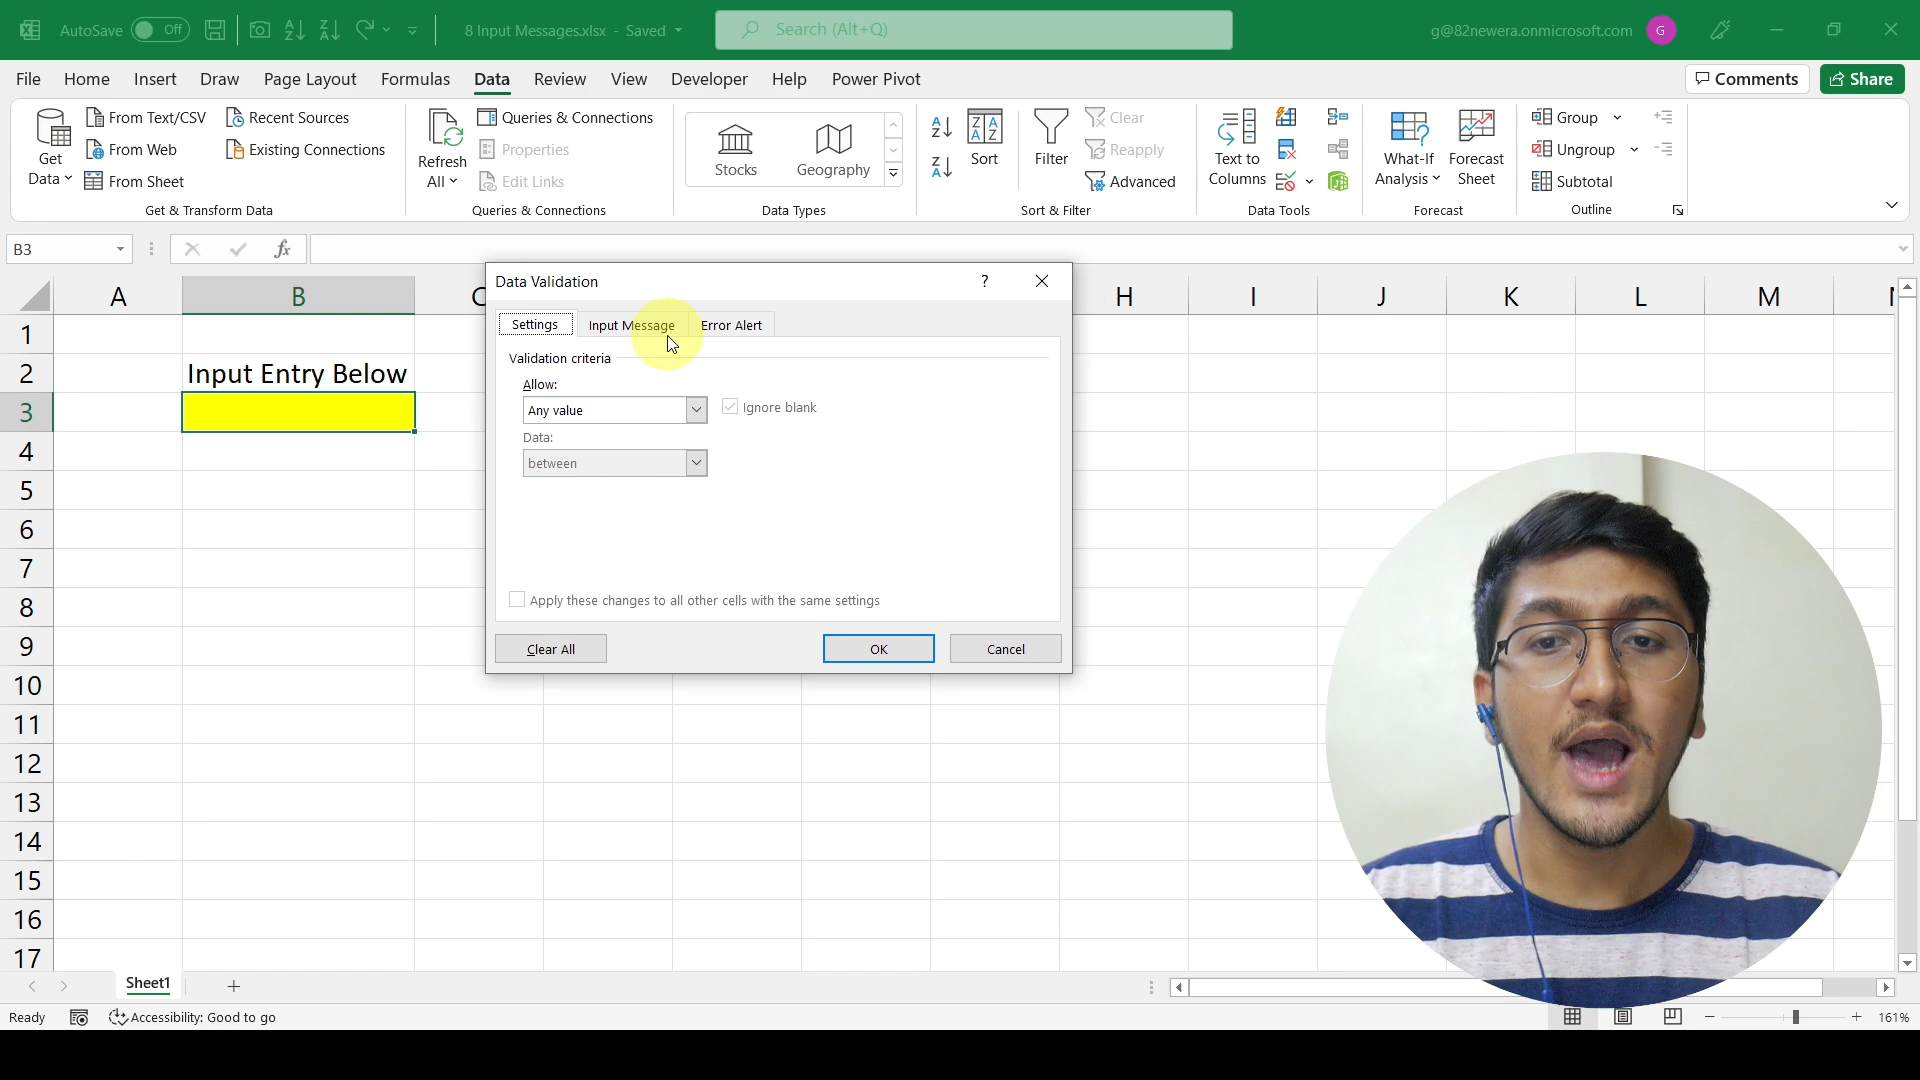 AutoSave Off 8 Input Messages.xlsx - Saved Search (Alt+Q) g@82newera.onmicrosoft.com G
File Home Insert Draw Page Layout Formulas Data Review View Developer Help Power Pivot Comments Share
Get Data
From Text/CSV
From Web
From Sheet
Recent Sources
Existing Connections
Get & Transform Data
Refresh All
Queries & Connections
Properties
Edit Links
Queries & Connections
Stocks
Geography
Data Types
Sort
Filter
Clear
Reapply
Advanced
Sort & Filter
Text to Columns
Data Tools
What-If Analysis
Forecast Sheet
Forecast
Group
Ungroup
Subtotal
Outline
B3 fx
A B C H I J K L M
1
2 Input Entry Below
3
4
5
6
7
8
9
10
11
12
13
14
15
16
17
Data Validation ?
Settings Input Message Error Alert
Validation criteria
Allow:
Any value Ignore blank
Data:
between
Apply these changes to all other cells with the same settings
Clear All OK Cancel
Sheet1
Ready Accessibility: Good to go 161%